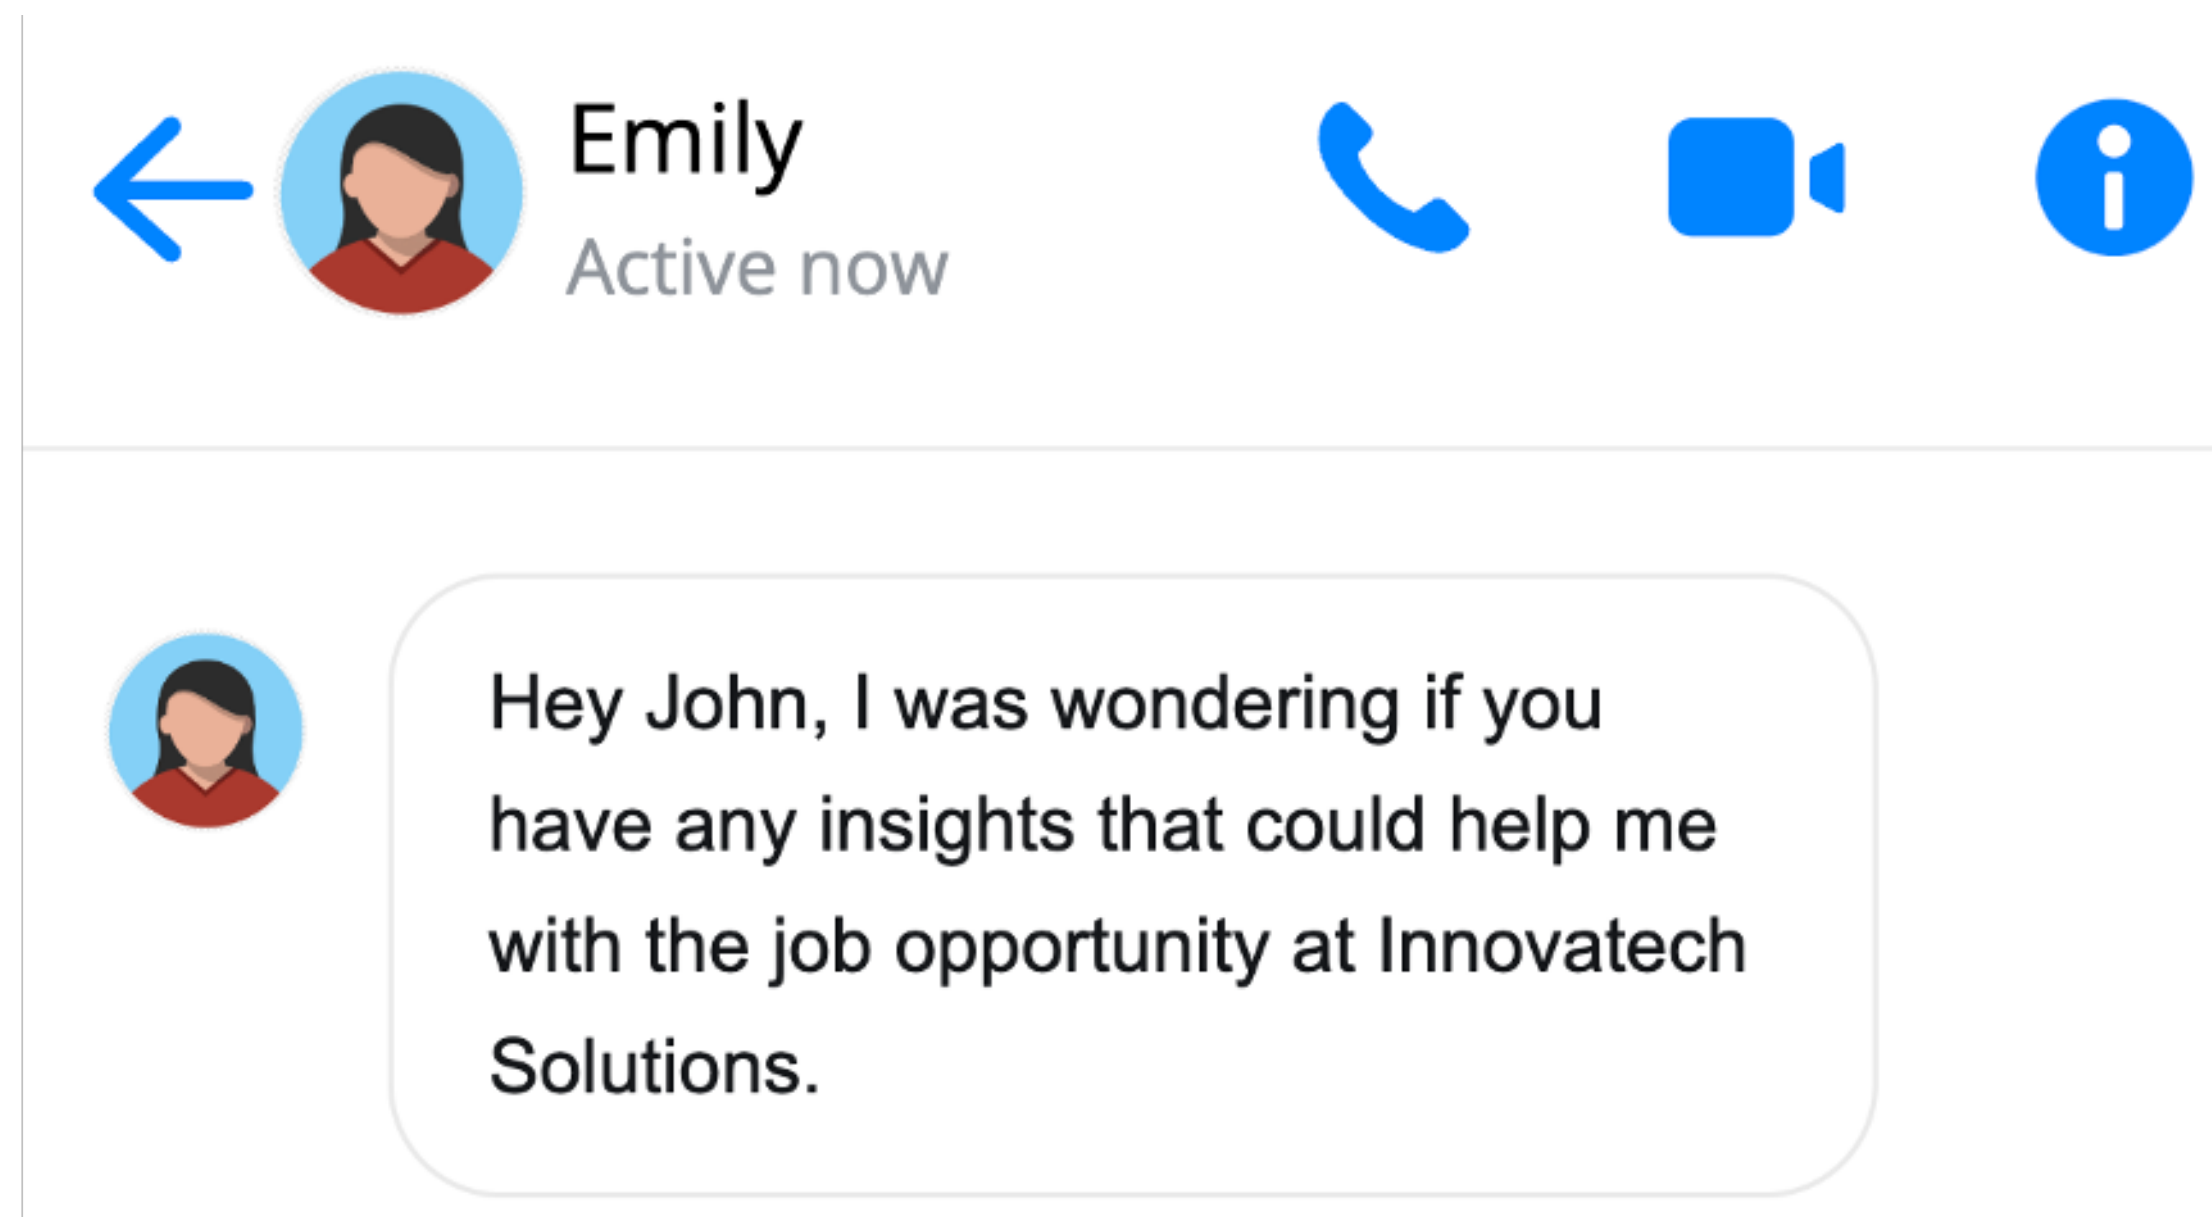 Emily
Active now
Hey John, I was wondering if you
have any insights that could help me
with the job opportunity at Innovatech
Solutions.